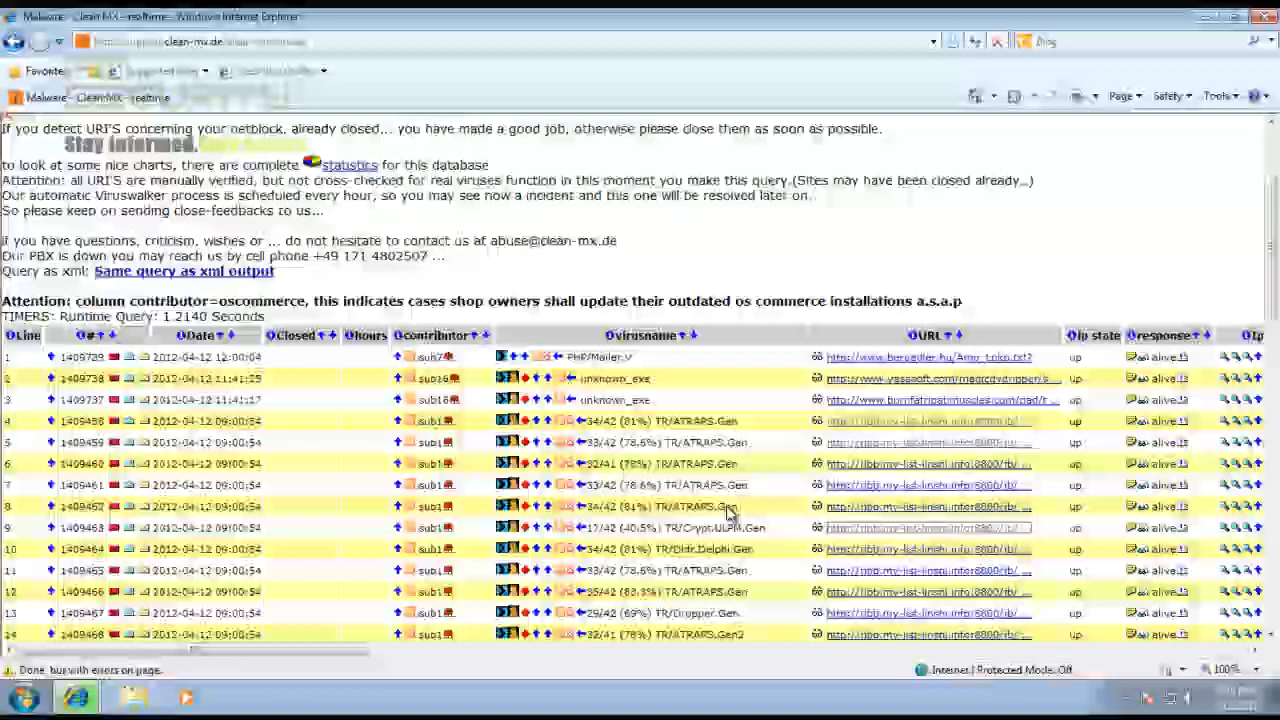 Malware - Clean MX - realtime - Windows Internet Explorer
clean-mx.de
Bing
Favorites
Malware - Clean MX - realtime
Page Safety Tools
If you detect URI'S concerning your netblock, already closed... you have made a good job, otherwise please close them as soon as possible.
Stay informed.
to look at some nice charts, there are complete statistics for this database
Attention: all URI'S are manually verified, but not cross-checked for real viruses function in this moment you make this query.(Sites may have been closed already...)
Our automatic Viruswalker process is scheduled every hour, so you may see now a incident and this one will be resolved later on..
So please keep on sending close-feedbacks to us...
if you have questions, criticism, wishes or ... do not hesitate to contact us at abuse@clean-mx.de
Our PBX is down you may reach us by cell phone +49 171 4802507 ...
Query as xml: Same query as xml output
Attention: column contributor=oscommerce, this indicates cases shop owners shall update their outdated os commerce installations a.s.a.p
TIMERS: Runtime Query: 1.2140 Seconds
Line # Date Closed hours contributor virusname URL ip state response Ip
1 1409739 2012-04-12 12:00:04 sub7 PHP/Mailer.V up alive
2 1409738 2012-04-12 11:41:25 sub16 unknown_exe up alive
3 1409737 2012-04-12 11:41:17 sub16 unknown_exe up alive
4 1409458 2012-04-12 09:00:54 sub1 34/42 (81%) TR/ATRAPS.Gen up alive
5 1409459 2012-04-12 09:00:54 sub1 33/42 (78.6%) TR/ATRAPS.Gen up alive
6 1409460 2012-04-12 09:00:54 sub1 32/42 (76%) TR/ATRAPS.Gen up alive
7 1409461 2012-04-12 09:00:54 sub1 33/42 (78.6%) TR/ATRAPS.Gen up alive
8 1409462 2012-04-12 09:00:54 sub1 34/42 (81%) TR/ATRAPS.Gen up alive
9 1409463 2012-04-12 09:00:54 sub1 17/42 (40.5%) TR/Crypt.ULPM.Gen up alive
10 1409464 2012-04-12 09:00:54 sub1 34/42 (81%) TR/Dldr.Delphi.Gen up alive
11 1409465 2012-04-12 09:00:54 sub1 33/42 (78.6%) TR/ATRAPS.Gen up alive
12 1409466 2012-04-12 09:00:54 sub1 35/42 (83.3%) TR/ATRAPS.Gen up alive
13 1409467 2012-04-12 09:00:54 sub1 29/42 (69%) TR/Dropper.Gen up alive
14 1409468 2012-04-12 09:00:54 sub1 32/42 (76%) TR/ATRAPS.Gen2 up alive
Done, but with errors on page.
Internet | Protected Mode: Off
100%